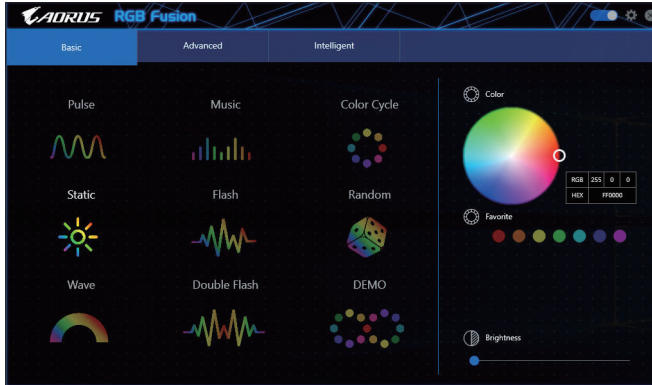 AORUS RGB Fusion
Basic Advanced Intelligent
Pulse Music Color Cycle
Static Flash Random
Wave Double Flash DEMO
Color
RGB 255 0 0
HEX FF0000
Favorite
Brightness